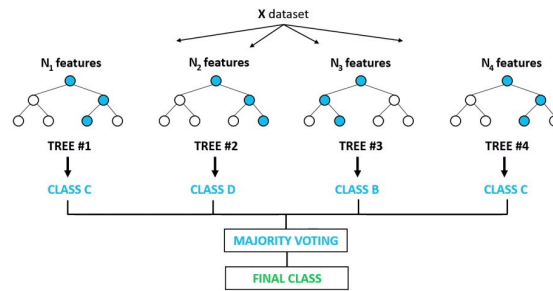 X dataset
N₁ features N₂ features N₃ features N₄ features
TREE #1 TREE #2 TREE #3 TREE #4
CLASS C CLASS D CLASS B CLASS C
MAJORITY VOTING
FINAL CLASS